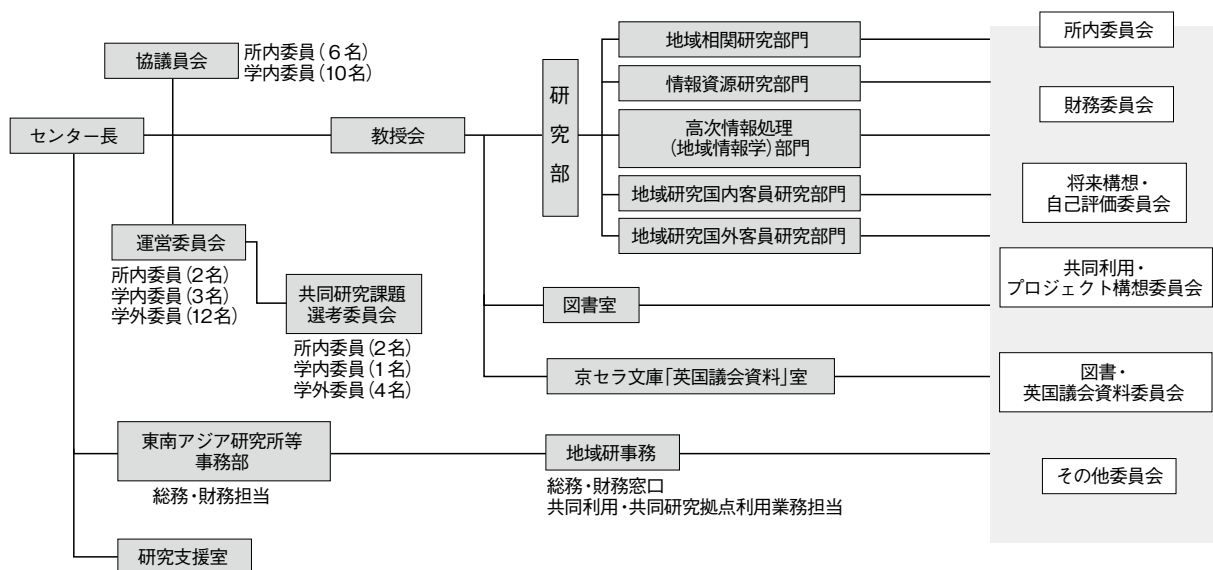 協議員会
所内委員(6名)
学内委員(10名)
センター長
教授会
運営委員会
所内委員(2名)
学内委員(3名)
学外委員(12名)
共同研究課題
選考委員会
所内委員(2名)
学内委員(1名)
学外委員(4名)
東南アジア研究所等
事務部
総務・財務担当
研究支援室
研究部
地域相関研究部門
情報資源研究部門
高次情報処理
(地域情報学)部門
地域研究国内客員研究部門
地域研究国外客員研究部門
図書室
京セラ文庫「英国議会資料」室
地域研事務
総務・財務窓口
共同利用・共同研究拠点利用業務担当
所内委員会
財務委員会
将来構想・
自己評価委員会
共同利用・
プロジェクト構想委員会
図書・
英国議会資料委員会
その他委員会